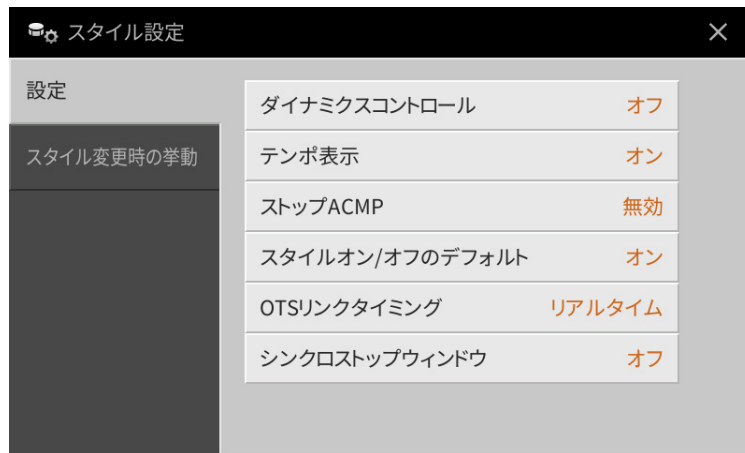 スタイル設定
設定
スタイル変更時の挙動
ダイナミクスコントロール オフ
テンポ表示 オン
ストップACMP 無効
スタイルオン/オフのデフォルト オン
OTSリンクタイミング リアルタイム
シンクロストップウィンドウ オフ